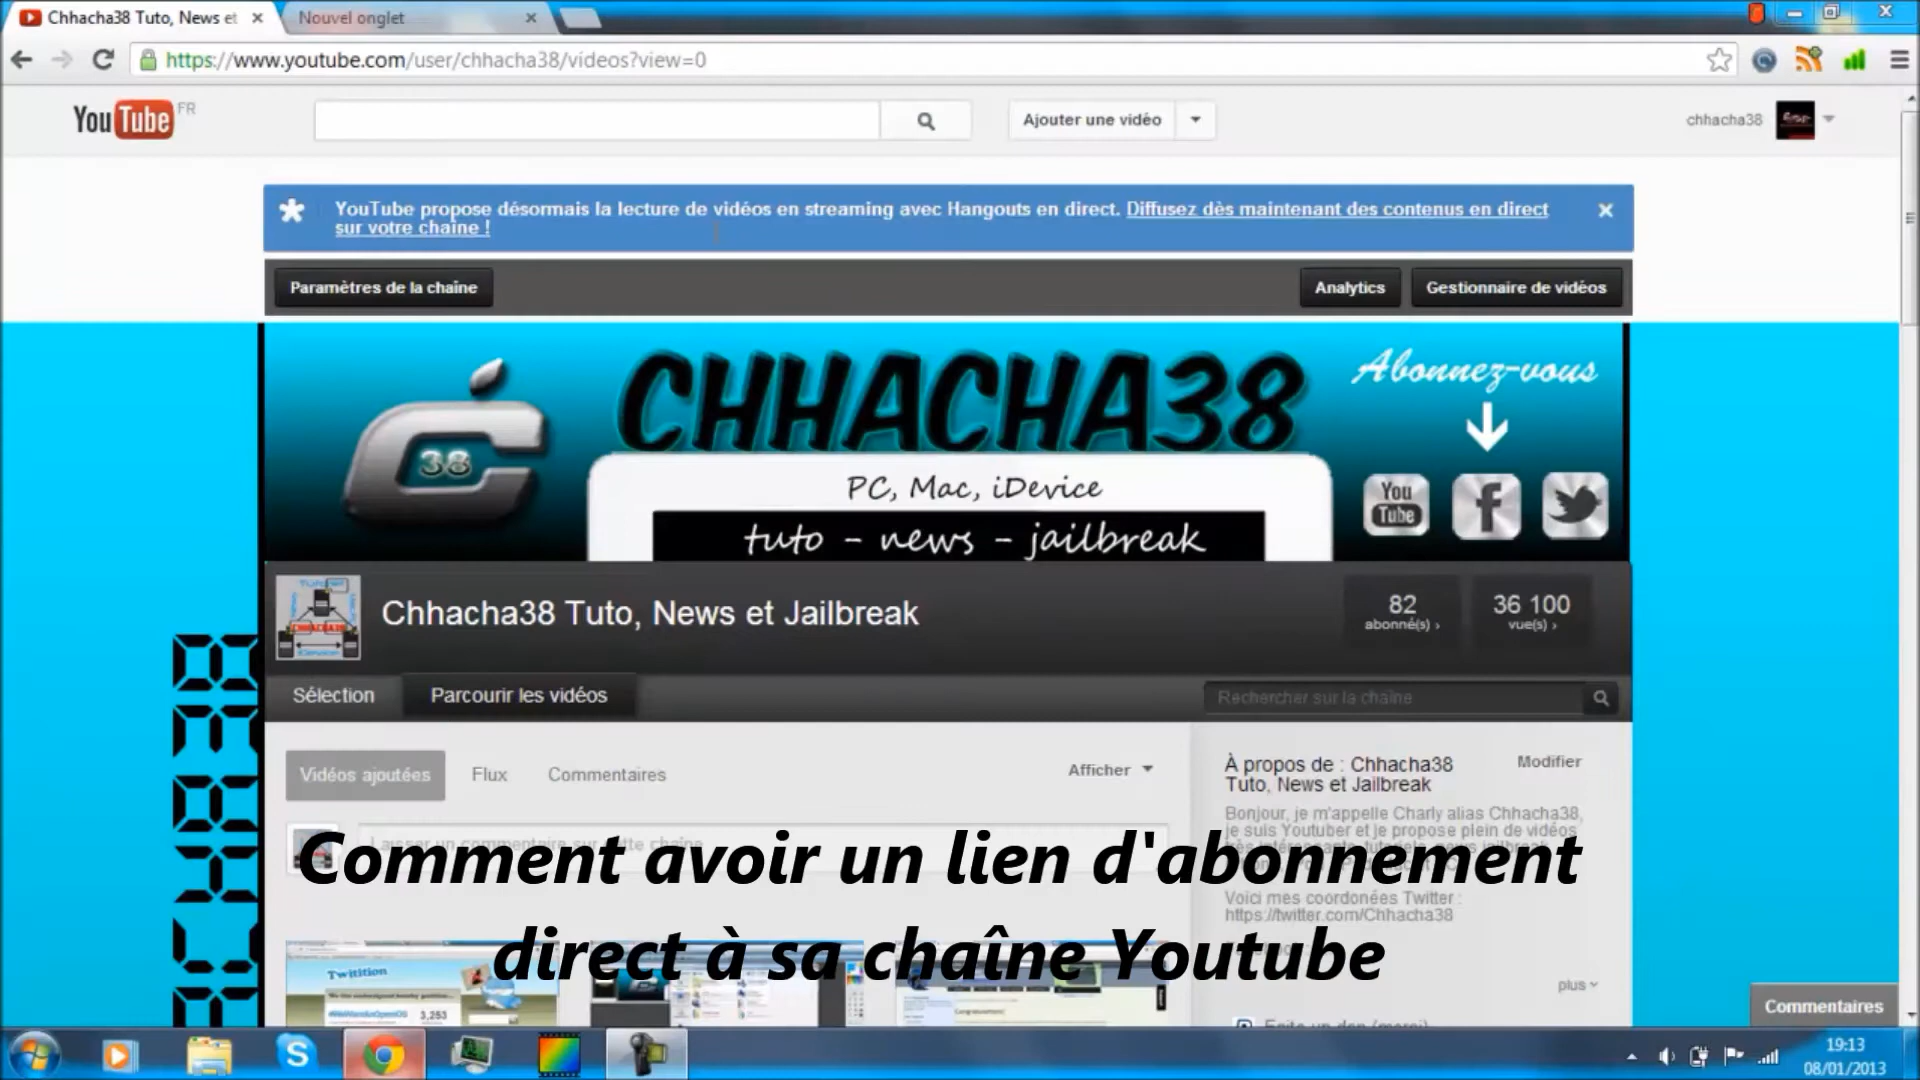 Chhacha38 Tuto, News et
Nouvel onglet
https://www.youtube.com/user/chhacha38/videos?view=0
YouTube FR
Ajouter une vidéo
chhacha38
YouTube propose désormais la lecture de vidéos en streaming avec Hangouts en direct. Diffusez dès maintenant des contenus en direct
sur votre chaîne !
Paramètres de la chaîne
Analytics
Gestionnaire de vidéos
CHHACHA38
Abonnez-vous
38
PC, Mac, iDevice
tuto - news - jailbreak
You
Tube
Chhacha38 Tuto, News et Jailbreak
82
abonné(s) ›
36 100
vue(s) ›
Sélection
Parcourir les vidéos
Rechercher sur la chaîne
Vidéos ajoutées
Flux
Commentaires
Afficher
À propos de : Chhacha38
Tuto, News et Jailbreak
Modifier
Bonjour, je m'appelle Charly alias Chhacha38,
je suis Youtuber et je propose plein de vidéos
Laisser un commentaire sur cette chaîne
Comment avoir un lien d'abonnement
direct à sa chaîne Youtube
Voici mes coordonées Twitter :
https://twitter.com/Chhacha38
plus
Twitition
3,253
Commentaires
19:13
08/01/2013